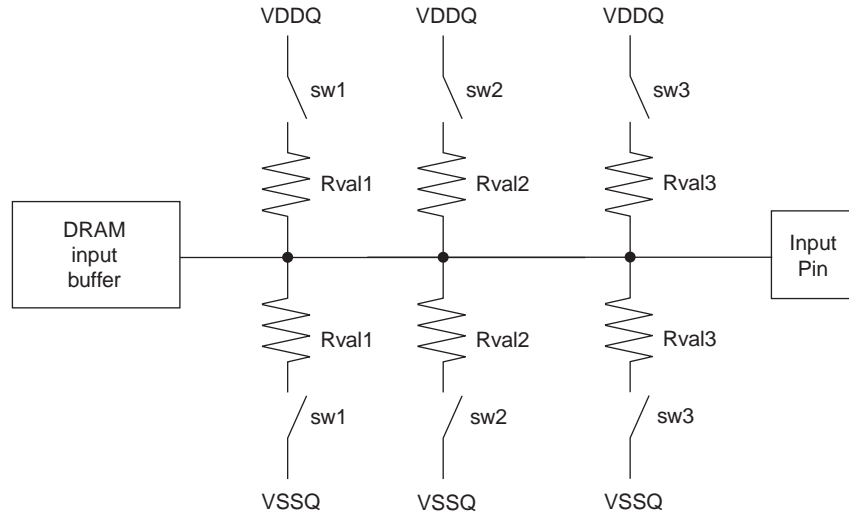 VDDQ
VDDQ
VDDQ
sw1
sw2
sw3
Rval1
Rval2
Rval3
DRAM
input
buffer
Input
Pin
Rval1
Rval2
Rval3
sw1
sw2
sw3
VSSQ
VSSQ
VSSQ